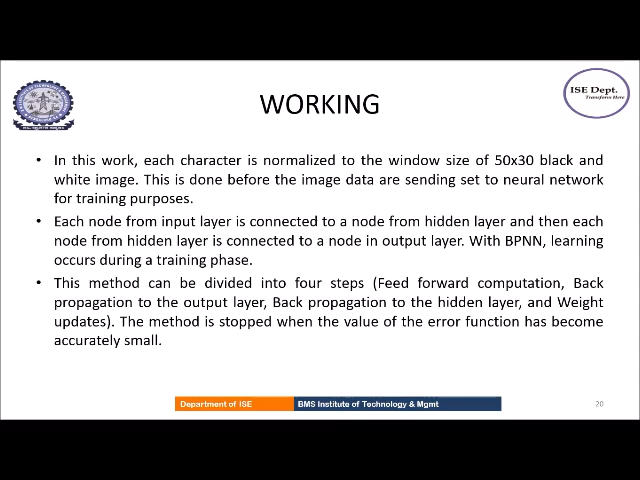 ISE Dept.
Transform Here
WORKING
• In this work, each character is normalized to the window size of 50x30 black and
white image. This is done before the image data are sending set to neural network
for training purposes.
• Each node from input layer is connected to a node from hidden layer and then each
node from hidden layer is connected to a node in output layer. With BPNN, learning
occurs during a training phase.
• This method can be divided into four steps (Feed forward computation, Back
propagation to the output layer, Back propagation to the hidden layer, and Weight
updates). The method is stopped when the value of the error function has become
accurately small.
Department of ISE
BMS Institute of Technology & Mgmt
20